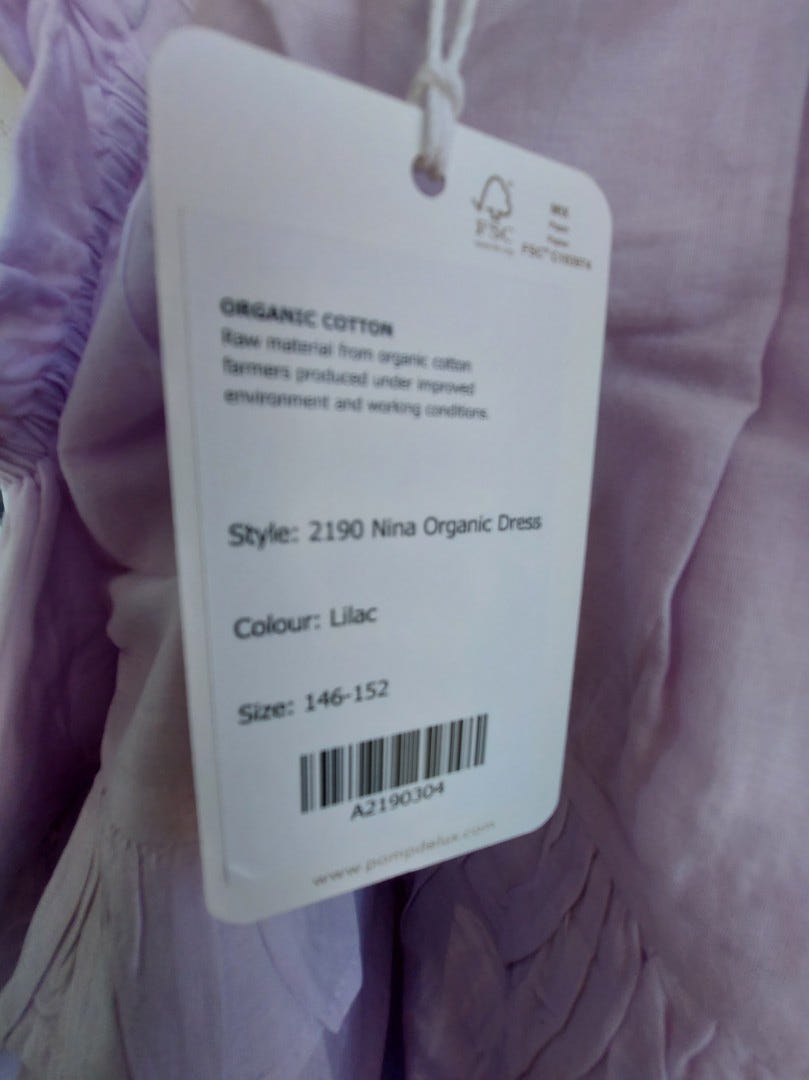 FSC
MIX
ORGANIC COTTON
Raw material from organic cotton
farmers produced under improved
environment and working conditions.
Style: 2190 Nina Organic Dress
Colour: Lilac
Size: 146-152
A2190304
www.pompdelux.com